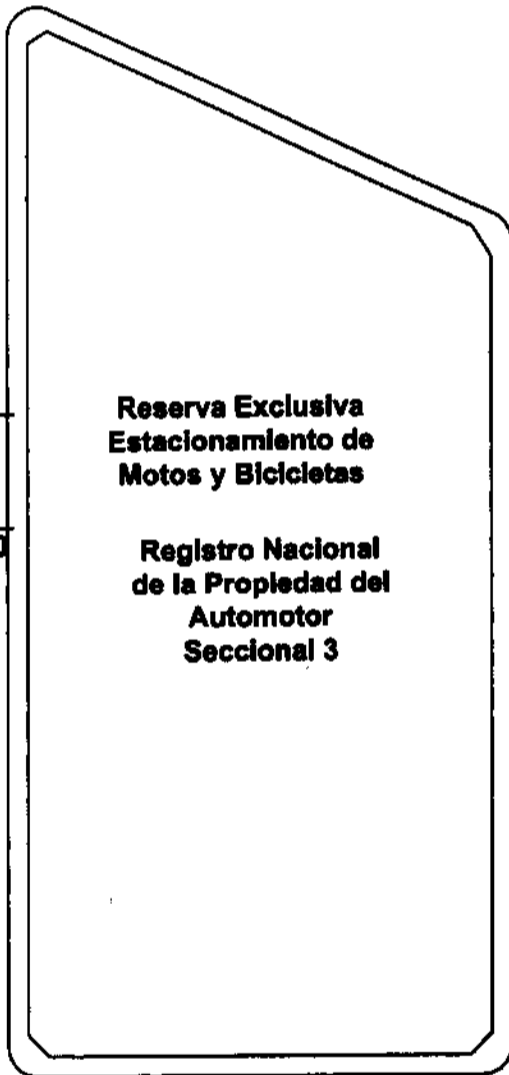 Reserva Exclusiva
Estacionamiento de
Motos y Bicicletas
Registro Nacional
de la Propiedad del
Automotor
Seccional 3